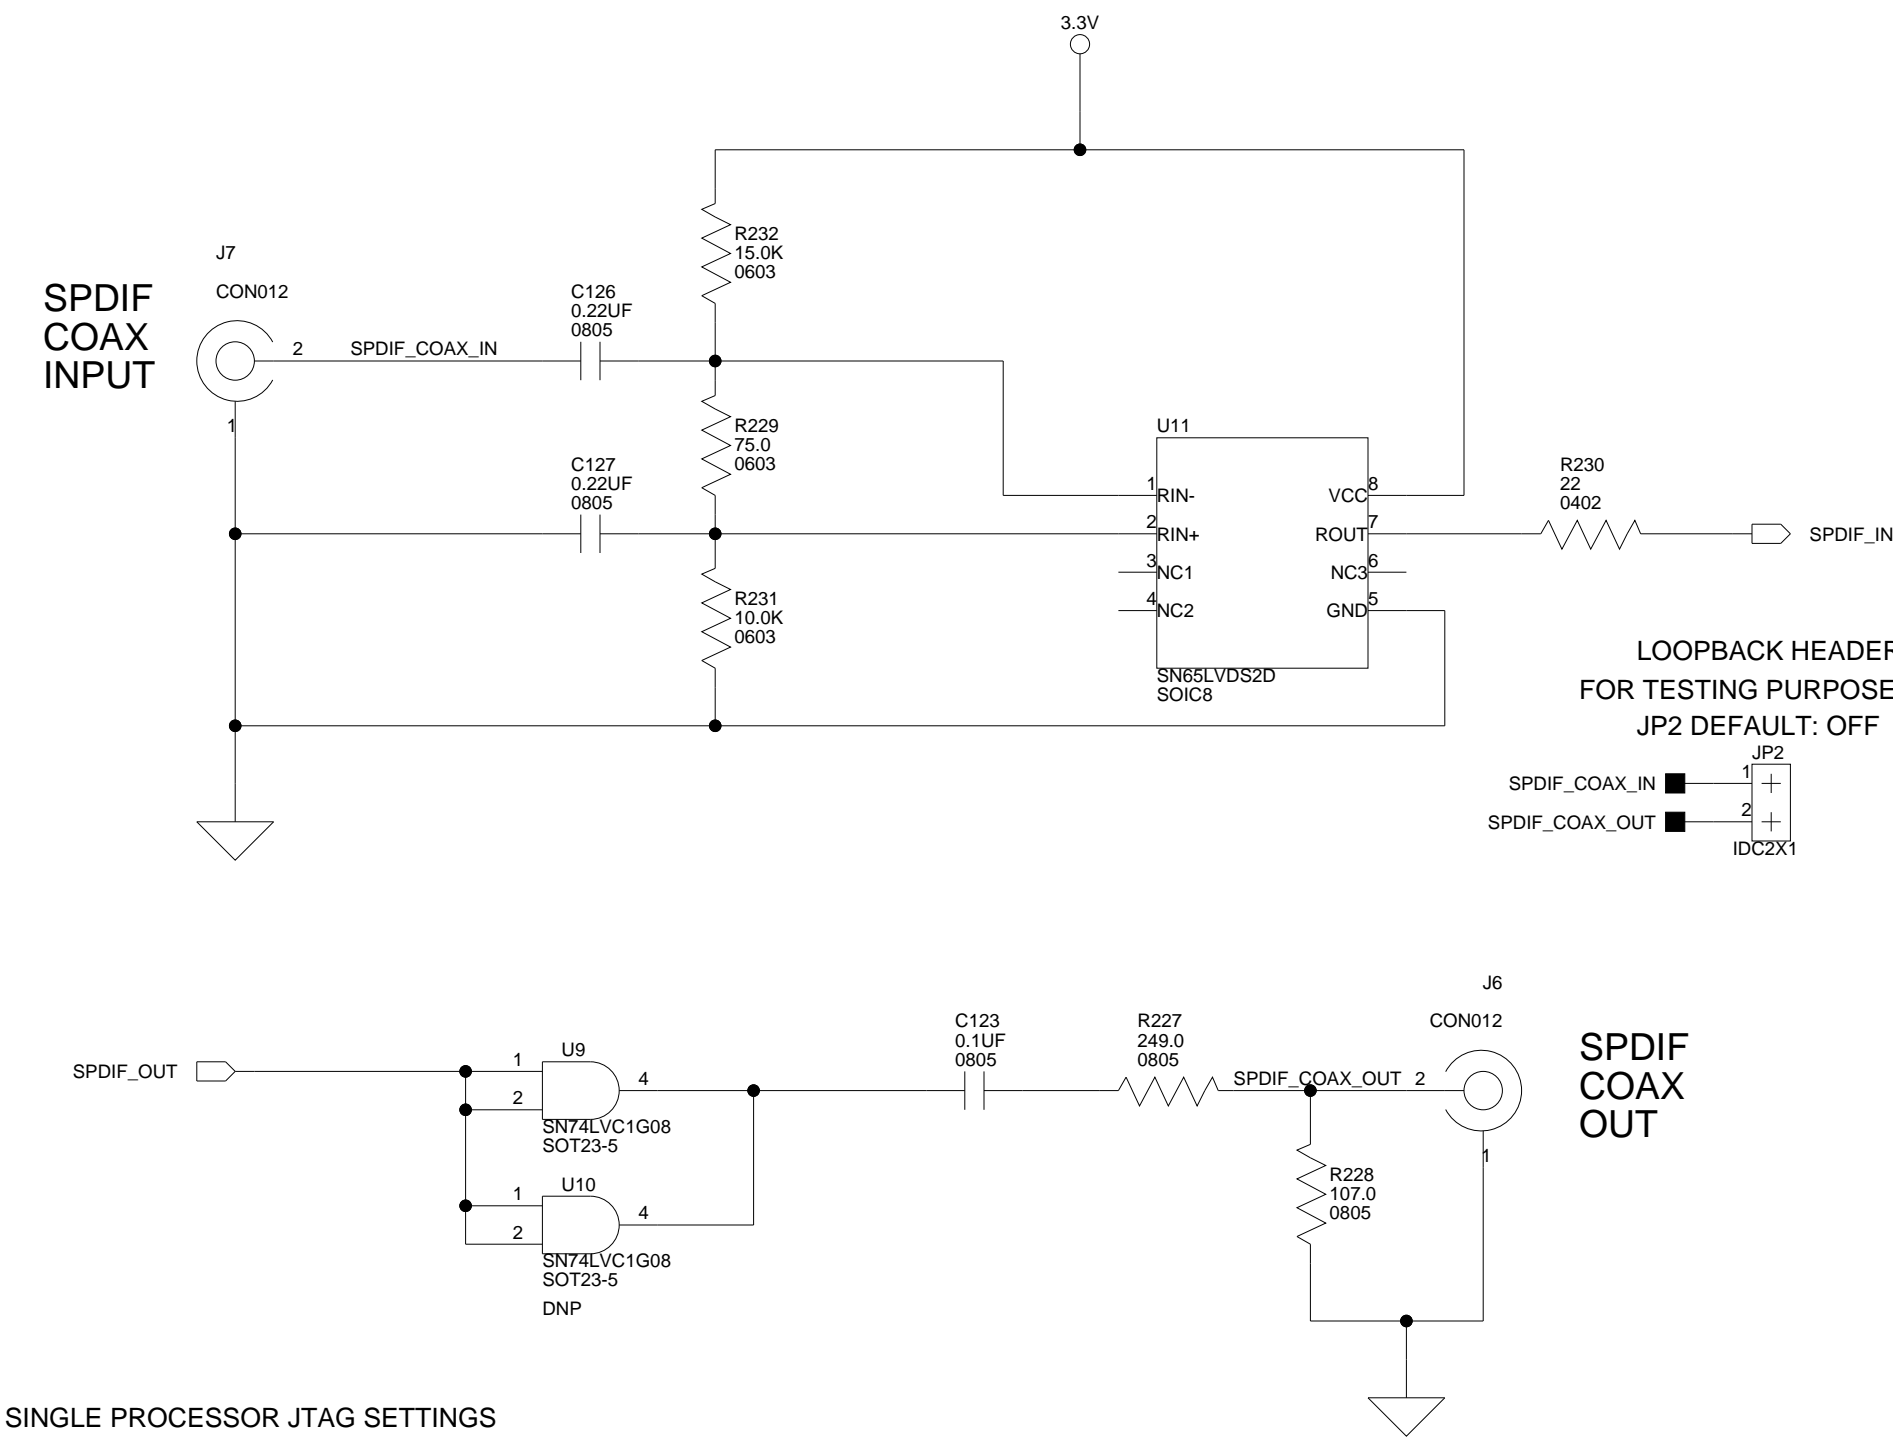 3.3V
J7
CON012
SPDIF
COAX
INPUT
2
SPDIF_COAX_IN
1
C126
0.22UF
0805
R232
15.0K
0603
R229
75.0
0603
C127
0.22UF
0805
R231
10.0K
0603
U11
1
RIN-
2
RIN+
3
NC1
4
NC2
VCC
8
ROUT
7
NC3
6
GND
5
SN65LVDS2D
SOIC8
R230
22
0402
SPDIF_IN
LOOPBACK HEADER
FOR TESTING PURPOSE
JP2 DEFAULT: OFF
JP2
SPDIF_COAX_IN
1
SPDIF_COAX_OUT
2
IDC2X1
SPDIF_OUT
U9
1
2
4
SN74LVC1G08
SOT23-5
U10
1
2
4
SN74LVC1G08
SOT23-5
DNP
C123
0.1UF
0805
R227
249.0
0805
SPDIF_COAX_OUT
2
J6
CON012
SPDIF
COAX
OUT
1
R228
107.0
0805
SINGLE PROCESSOR JTAG SETTINGS